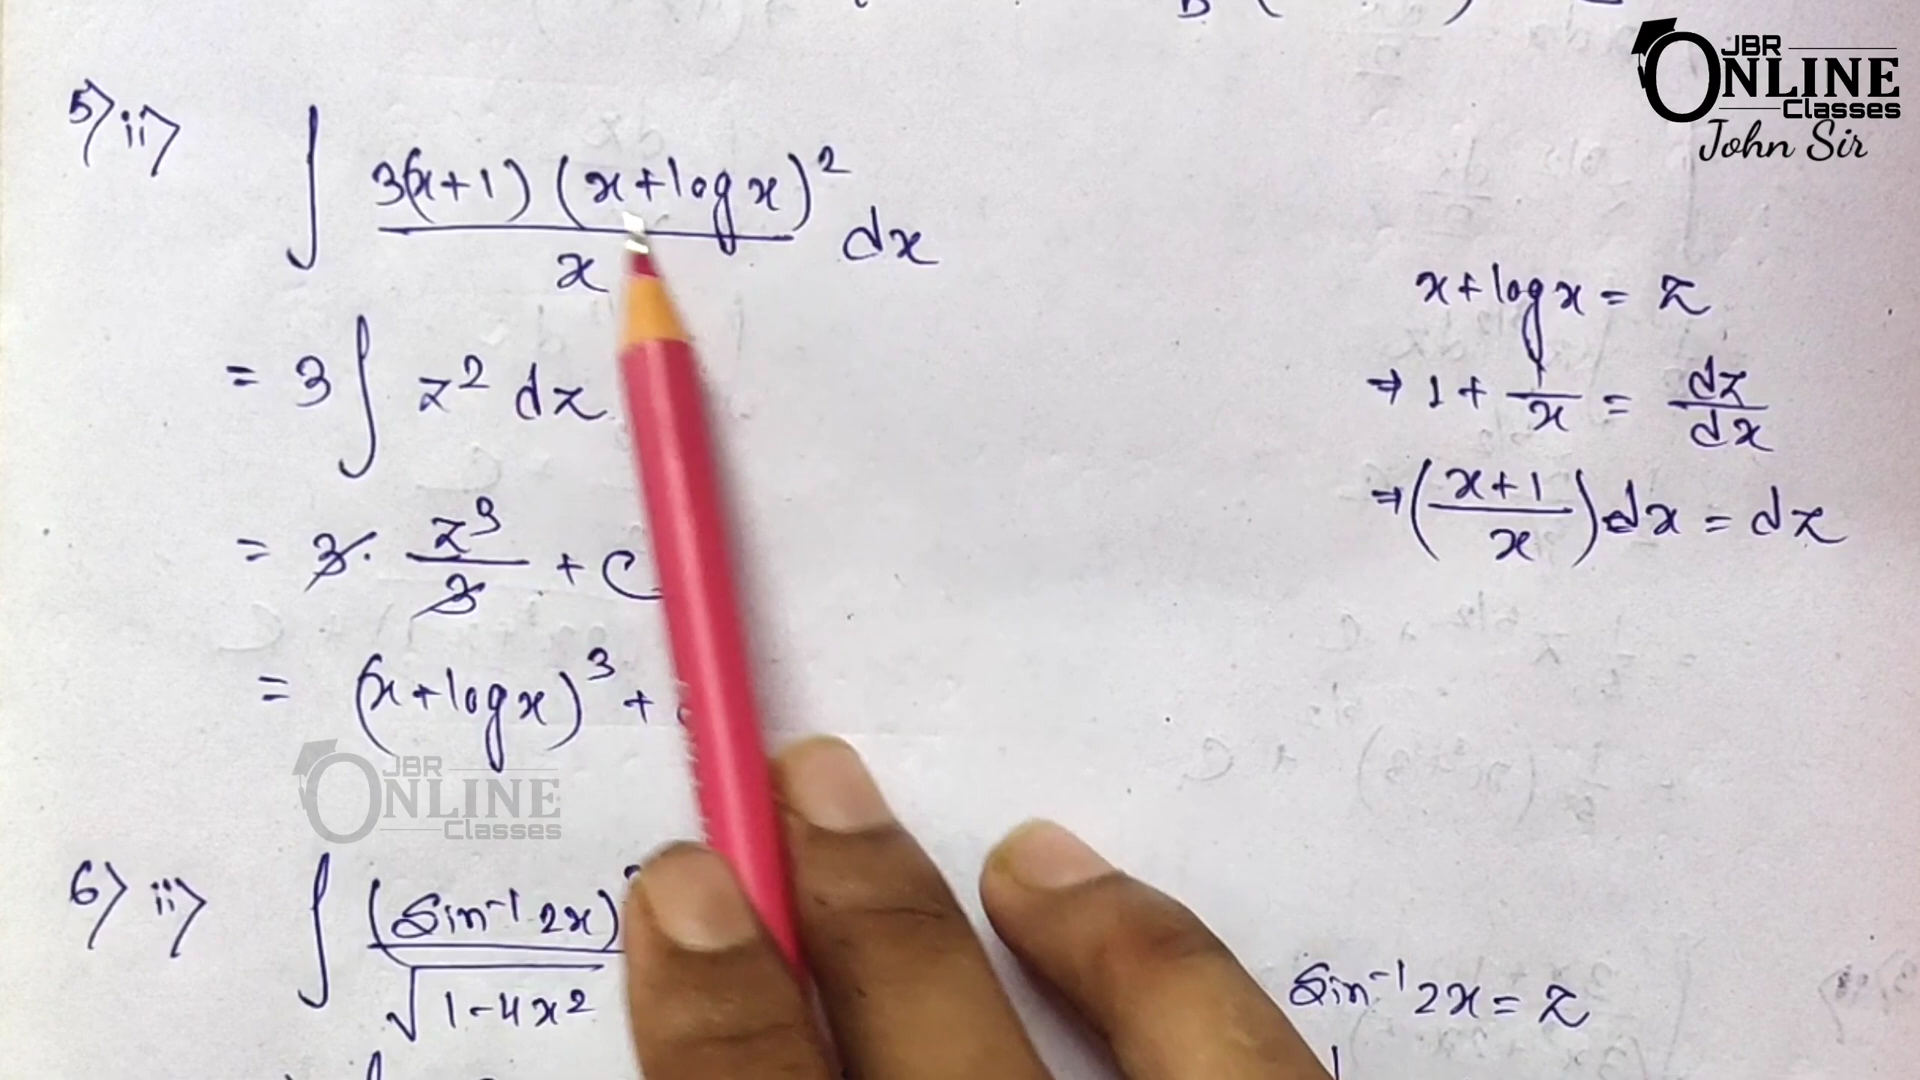 JBR
ONLINE
Classes
John Sir
5) ii) ∫ 3(x+1) (x+log x)² / x dx
x+log x = z
= 3 ∫ z² dz
⇒ 1 + 1/x = dz/dx
⇒ ((x+1)/x) dx = dz
= 3 · z³/3 + C
= (x+log x)³ +
JBR
ONLINE
Classes
6) ii) ∫ (Sin⁻¹ 2x) / √1-4x²
Sin⁻¹ 2x = z